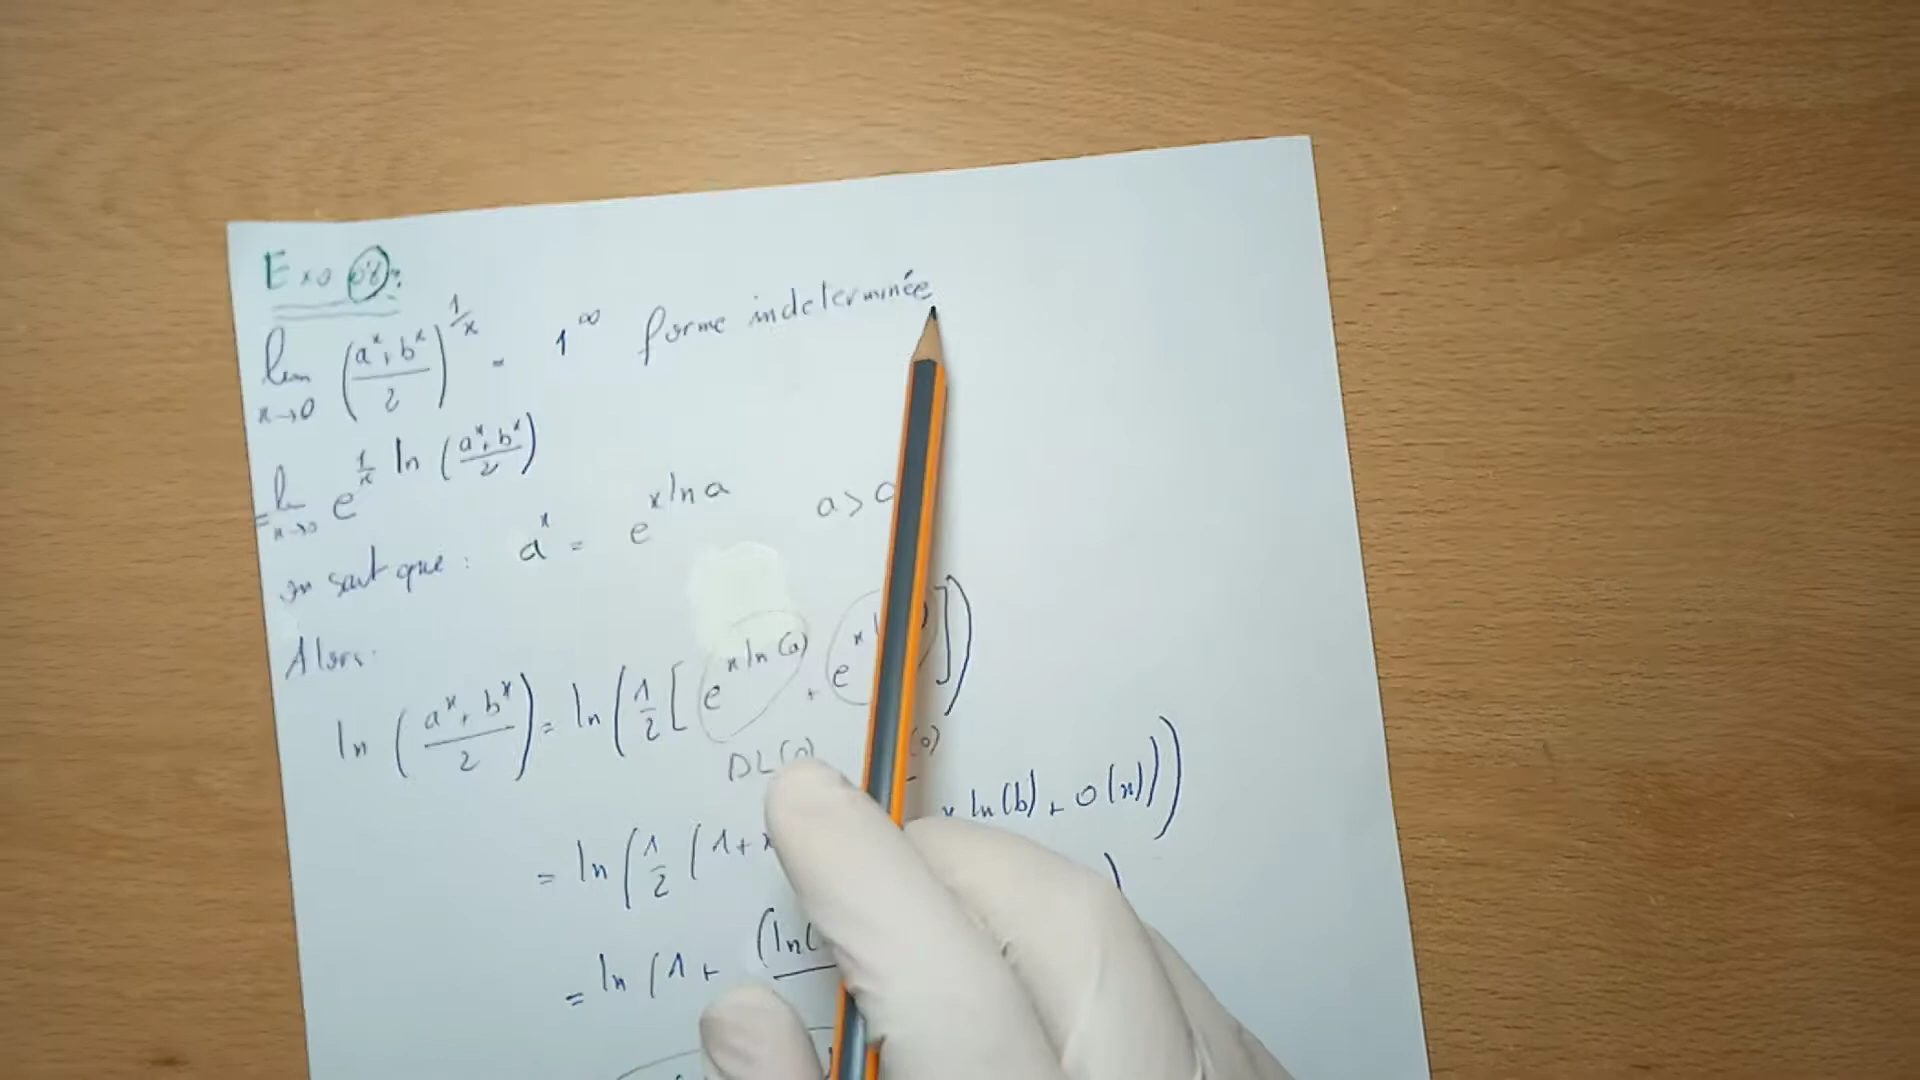 Exo 08:
lim x→0 ((a^x + b^x)/2)^(1/x) = 1^∞ forme indeterminée
= lim x→0 e^(1/x ln((a^x + b^x)/2))
on sait que : a^x = e^(x ln a) a >
Alors:
ln((a^x + b^x)/2) = ln(1/2 [e^(x ln(a)) + e^x ])
DL(0) (0)
= ln(1/2 (1 + x x ln(b) + o(x)))
= ln(1 + (ln(